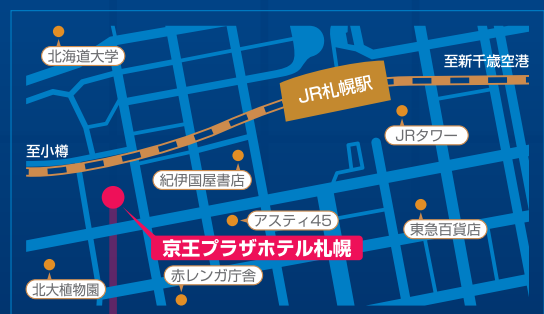 北海道大学
至新千歳空港
JR札幌駅
JRタワー
至小樽
紀伊国屋書店
アスティ45
東急百貨店
京王プラザホテル札幌
赤レンガ庁舎
北大植物園